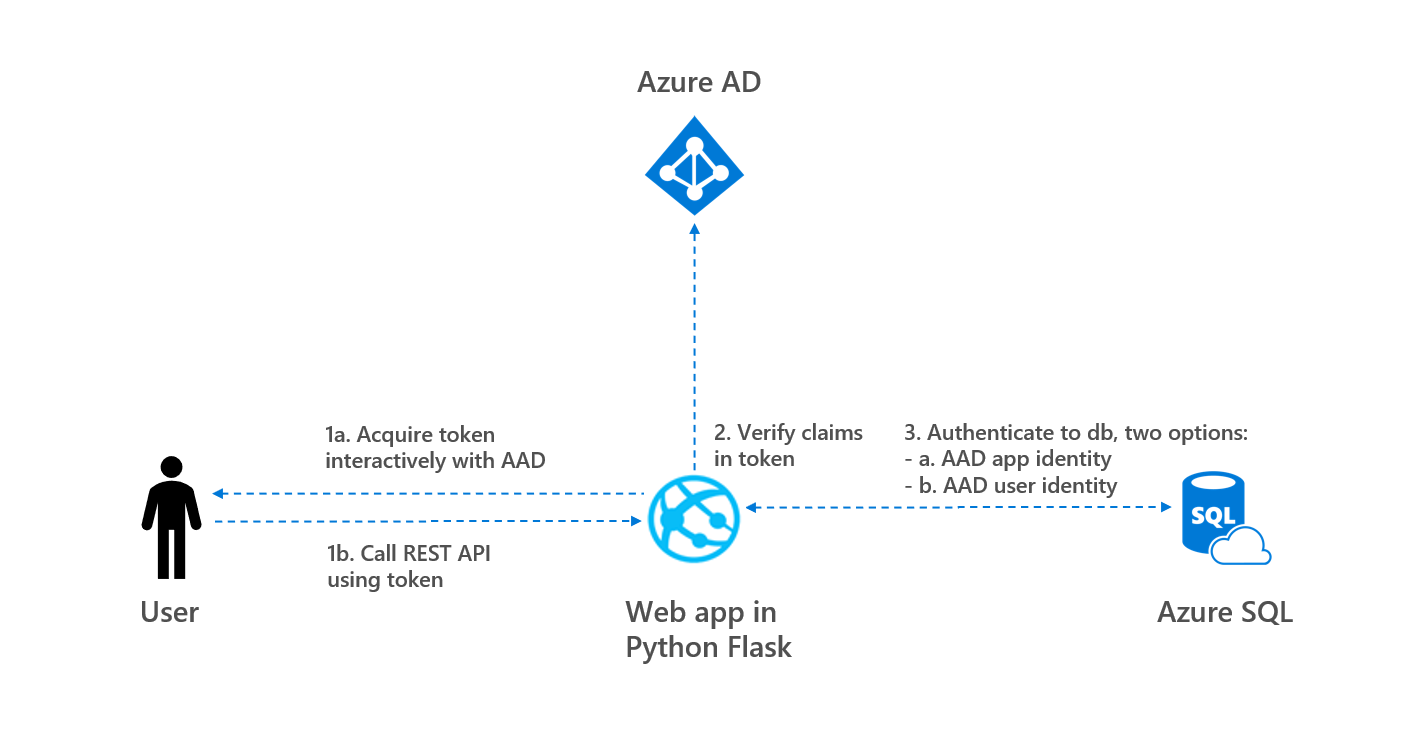 Azure AD
1a. Acquire token
interactively with AAD
2. Verify claims
in token
3. Authenticate to db, two options:
- a. AAD app identity
- b. AAD user identity
SQL
1b. Call REST API
using token
User
Web app in
Python Flask
Azure SQL